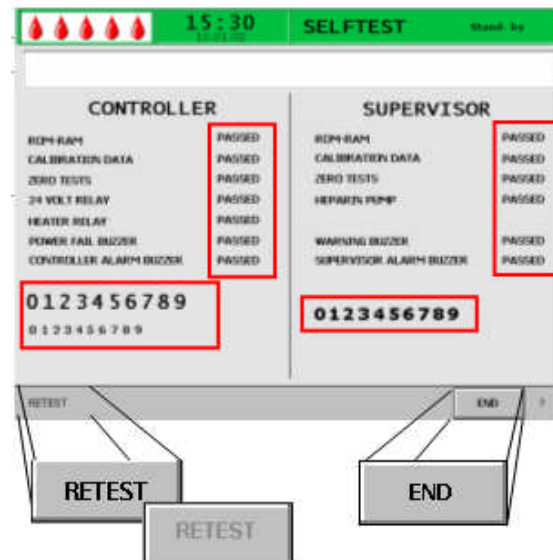 15:30
SELFTEST
Stand-by
CONTROLLER
ROM-RAM PASSED
CALIBRATION DATA PASSED
ZERO TESTS PASSED
24 VOLT RELAY PASSED
HEATER RELAY PASSED
POWER FAIL BUZZER PASSED
CONTROLLER ALARM BUZZER PASSED
0123456789
0123456789
SUPERVISOR
ROM-RAM PASSED
CALIBRATION DATA PASSED
ZERO TESTS PASSED
HEPARIN PUMP PASSED
WARNING BUZZER PASSED
SUPERVISOR ALARM BUZZER PASSED
0123456789
RETEST
END
RETEST
END
RETEST